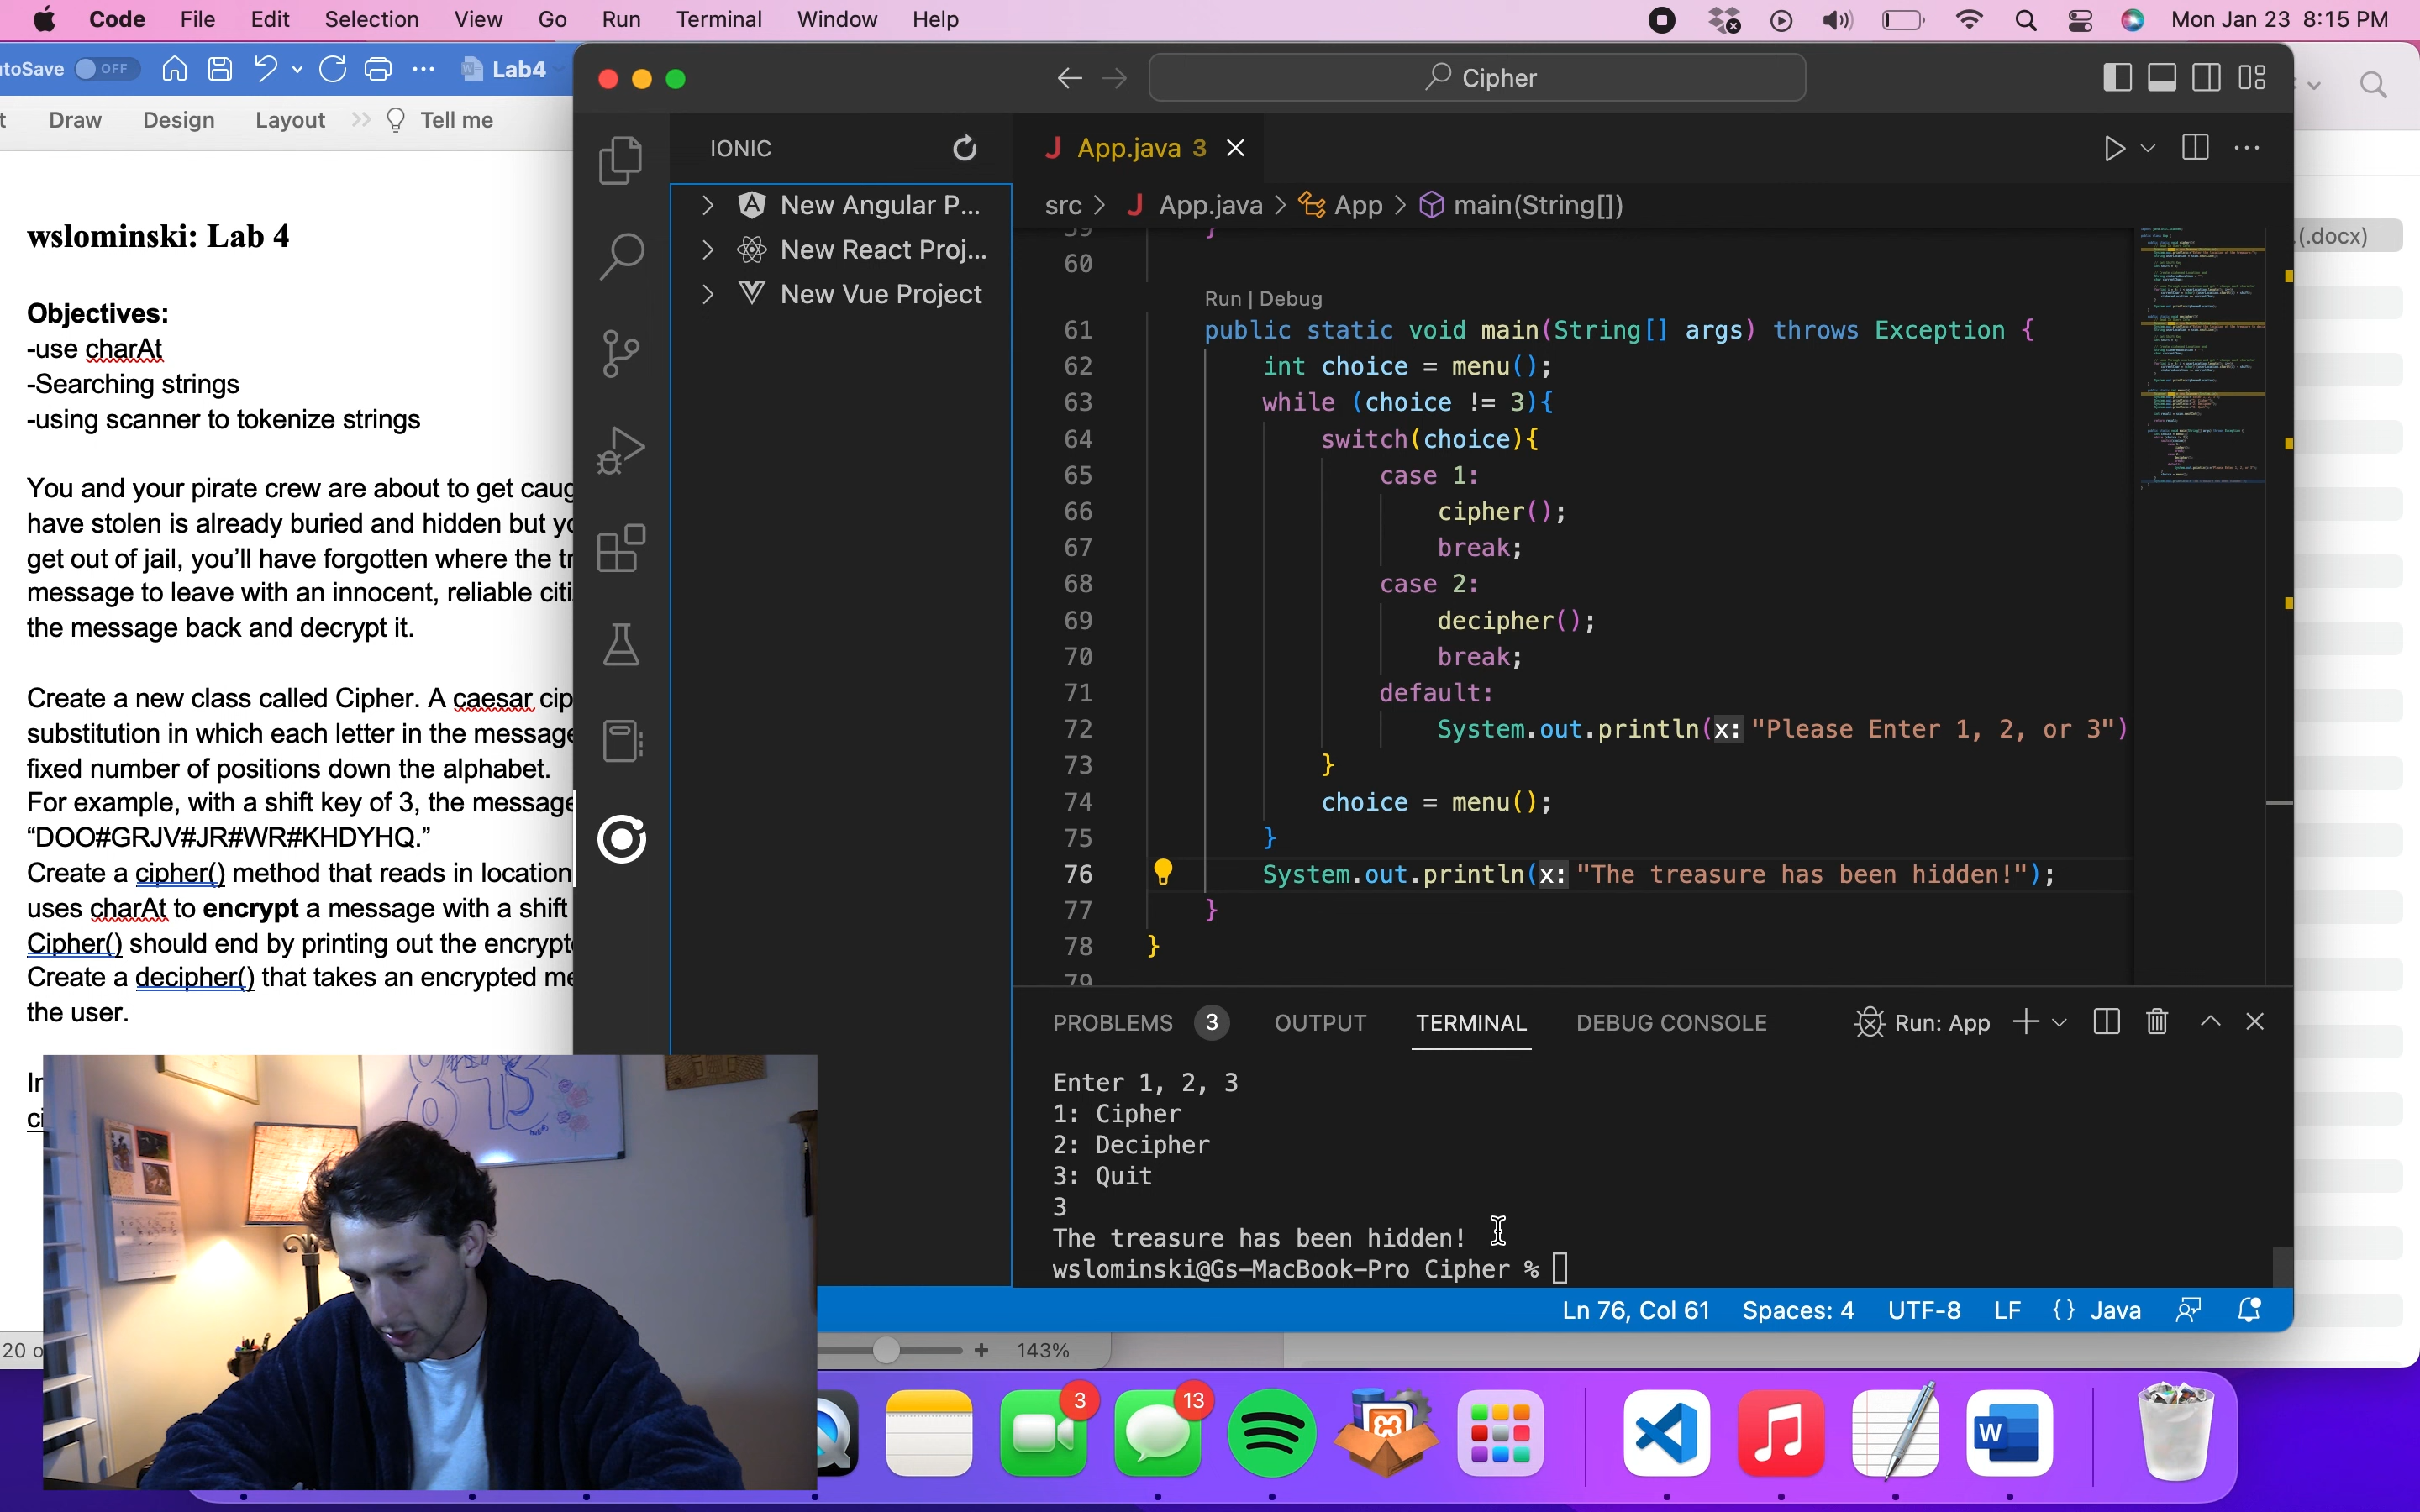 Code File Edit Selection View Go Run Terminal Window Help Mon Jan 23 8:15 PM
toSave OFF Lab4
Draw Design Layout Tell me
wslominski: Lab 4
Objectives:
-use charAt
-Searching strings
-using scanner to tokenize strings
You and your pirate crew are about to get
have stolen is already buried and hidden but
get out of jail, you'll have forgotten where the
message to leave with an innocent, reliable
the message back and decrypt it.
Create a new class called Cipher. A caesar
substitution in which each letter in the message
fixed number of positions down the alphabet.
For example, with a shift key of 3, the message
“DOO#GRJV#JR#WR#KHDYHQ.”
Create a cipher() method that reads in location
uses charAt to encrypt a message with a shift
Cipher() should end by printing out the
Create a decipher() that takes an encrypted
the user.
20
Cipher
IONIC
New Angular P...
New React Proj...
New Vue Project
App.java 3
src > J App.java > App > main(String[])
59 }
60
Run | Debug
61 public static void main(String[] args) throws Exception {
62 int choice = menu();
63 while (choice != 3){
64 switch(choice){
65 case 1:
66 cipher();
67 break;
68 case 2:
69 decipher();
70 break;
71 default:
72 System.out.println(x: "Please Enter 1, 2, or 3")
73 }
74 choice = menu();
75 }
76 System.out.println(x: "The treasure has been hidden!");
77 }
78 }
79
PROBLEMS 3 OUTPUT TERMINAL DEBUG CONSOLE Run: App
Enter 1, 2, 3
1: Cipher
2: Decipher
3: Quit
3
The treasure has been hidden!
wslominski@Gs-MacBook-Pro Cipher %
Ln 76, Col 61 Spaces: 4 UTF-8 LF {} Java
143%
(.docx)
843
3
13
W